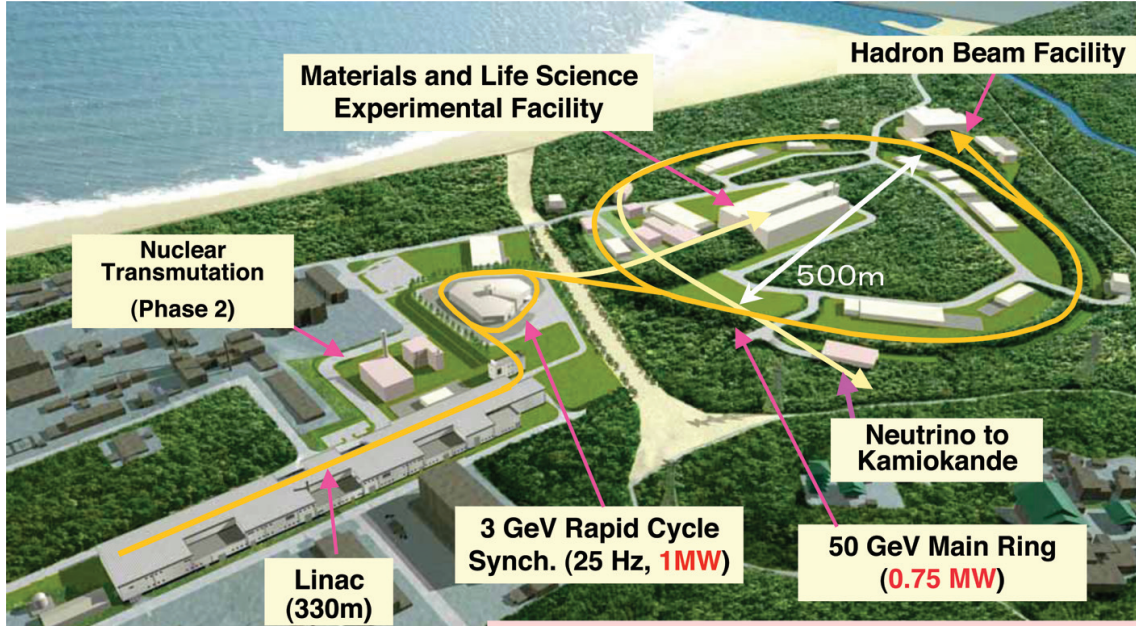 Hadron Beam Facility
Materials and Life Science
Experimental Facility
Nuclear
Transmutation
(Phase 2)
500m
Neutrino to
Kamiokande
3 GeV Rapid Cycle
Synch. (25 Hz, 1MW)
50 GeV Main Ring
(0.75 MW)
Linac
(330m)